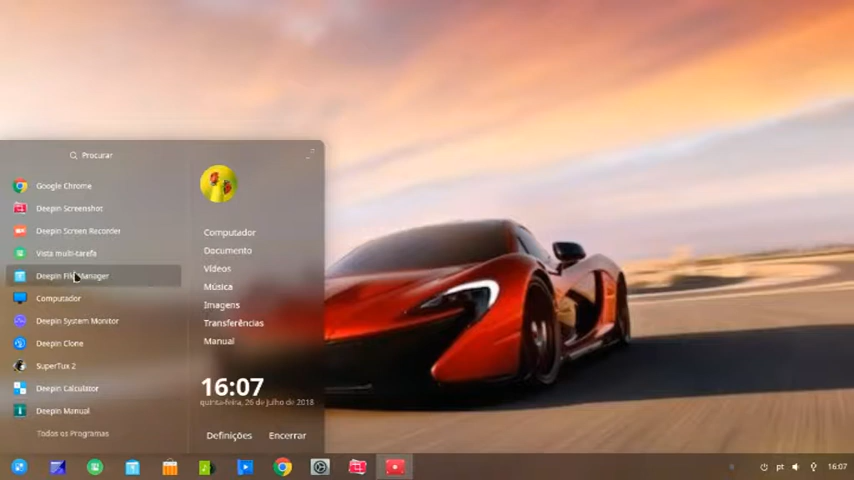 Procurar
Google Chrome
Deepin Screenshot
Deepin Screen Recorder
Vista multi-tarefa
Deepin File Manager
Computador
Deepin System Monitor
Deepin Clone
SuperTux 2
Deepin Calculator
Deepin Manual
Todos os Programas
Computador
Documento
Vídeos
Música
Imagens
Transferências
Manual
16:07
quinta-feira, 26 de Julho de 2018
Definições Encerrar
pt 16:07